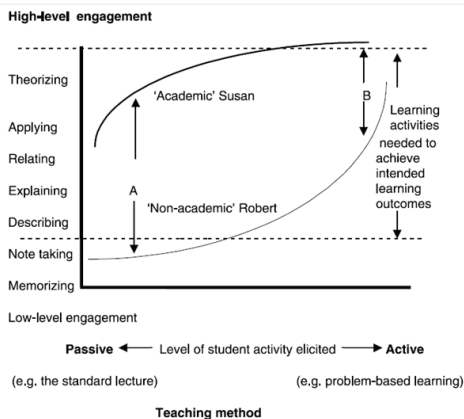 High-level engagement
Theorizing
'Academic' Susan
B
Learning
activities
needed to
achieve
intended
learning
outcomes
Applying
Relating
Explaining
A
'Non-academic' Robert
Describing
Note taking
Memorizing
Low-level engagement
Passive Level of student activity elicited Active
(e.g. the standard lecture) (e.g. problem-based learning)
Teaching method